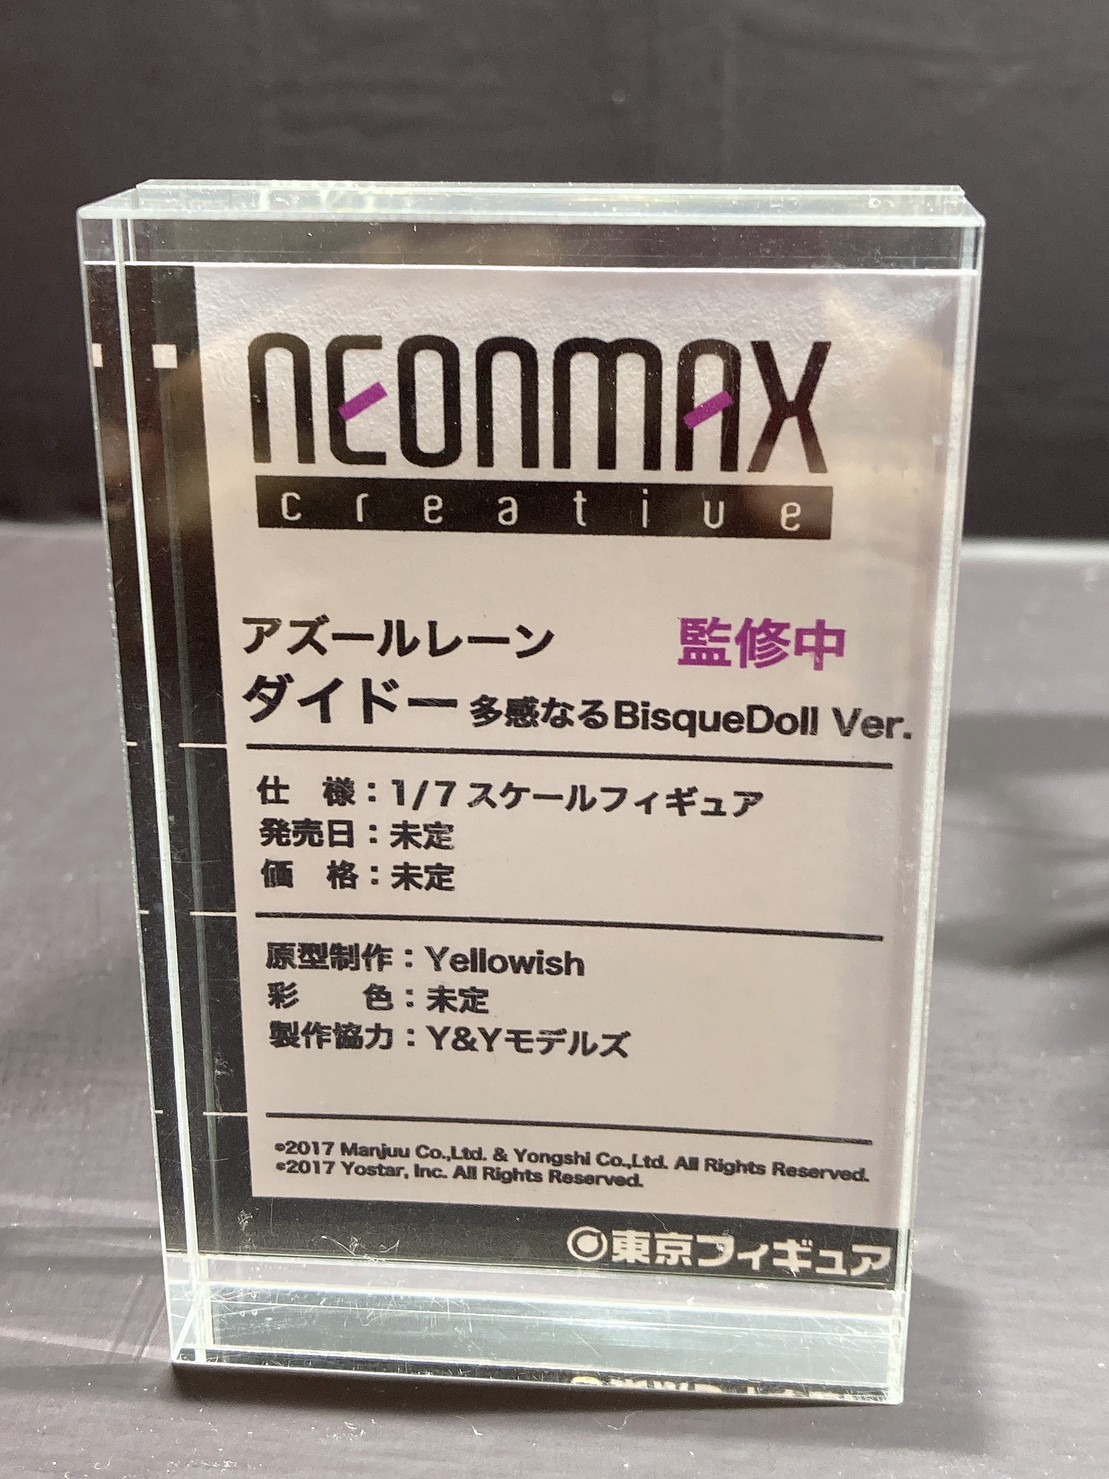 NEONMAX
creative
アズールレーン 監修中
ダイドー 多感なるBisqueDoll Ver.
仕 様：1/7 スケールフィギュア
発売日：未定
価 格：未定
原型制作：Yellowish
彩 色：未定
製作協力：Y&Yモデルズ
©2017 Manjuu Co.,Ltd. & Yongshi Co.,Ltd. All Rights Reserved.
©2017 Yostar, Inc. All Rights Reserved.
東京フィギュア